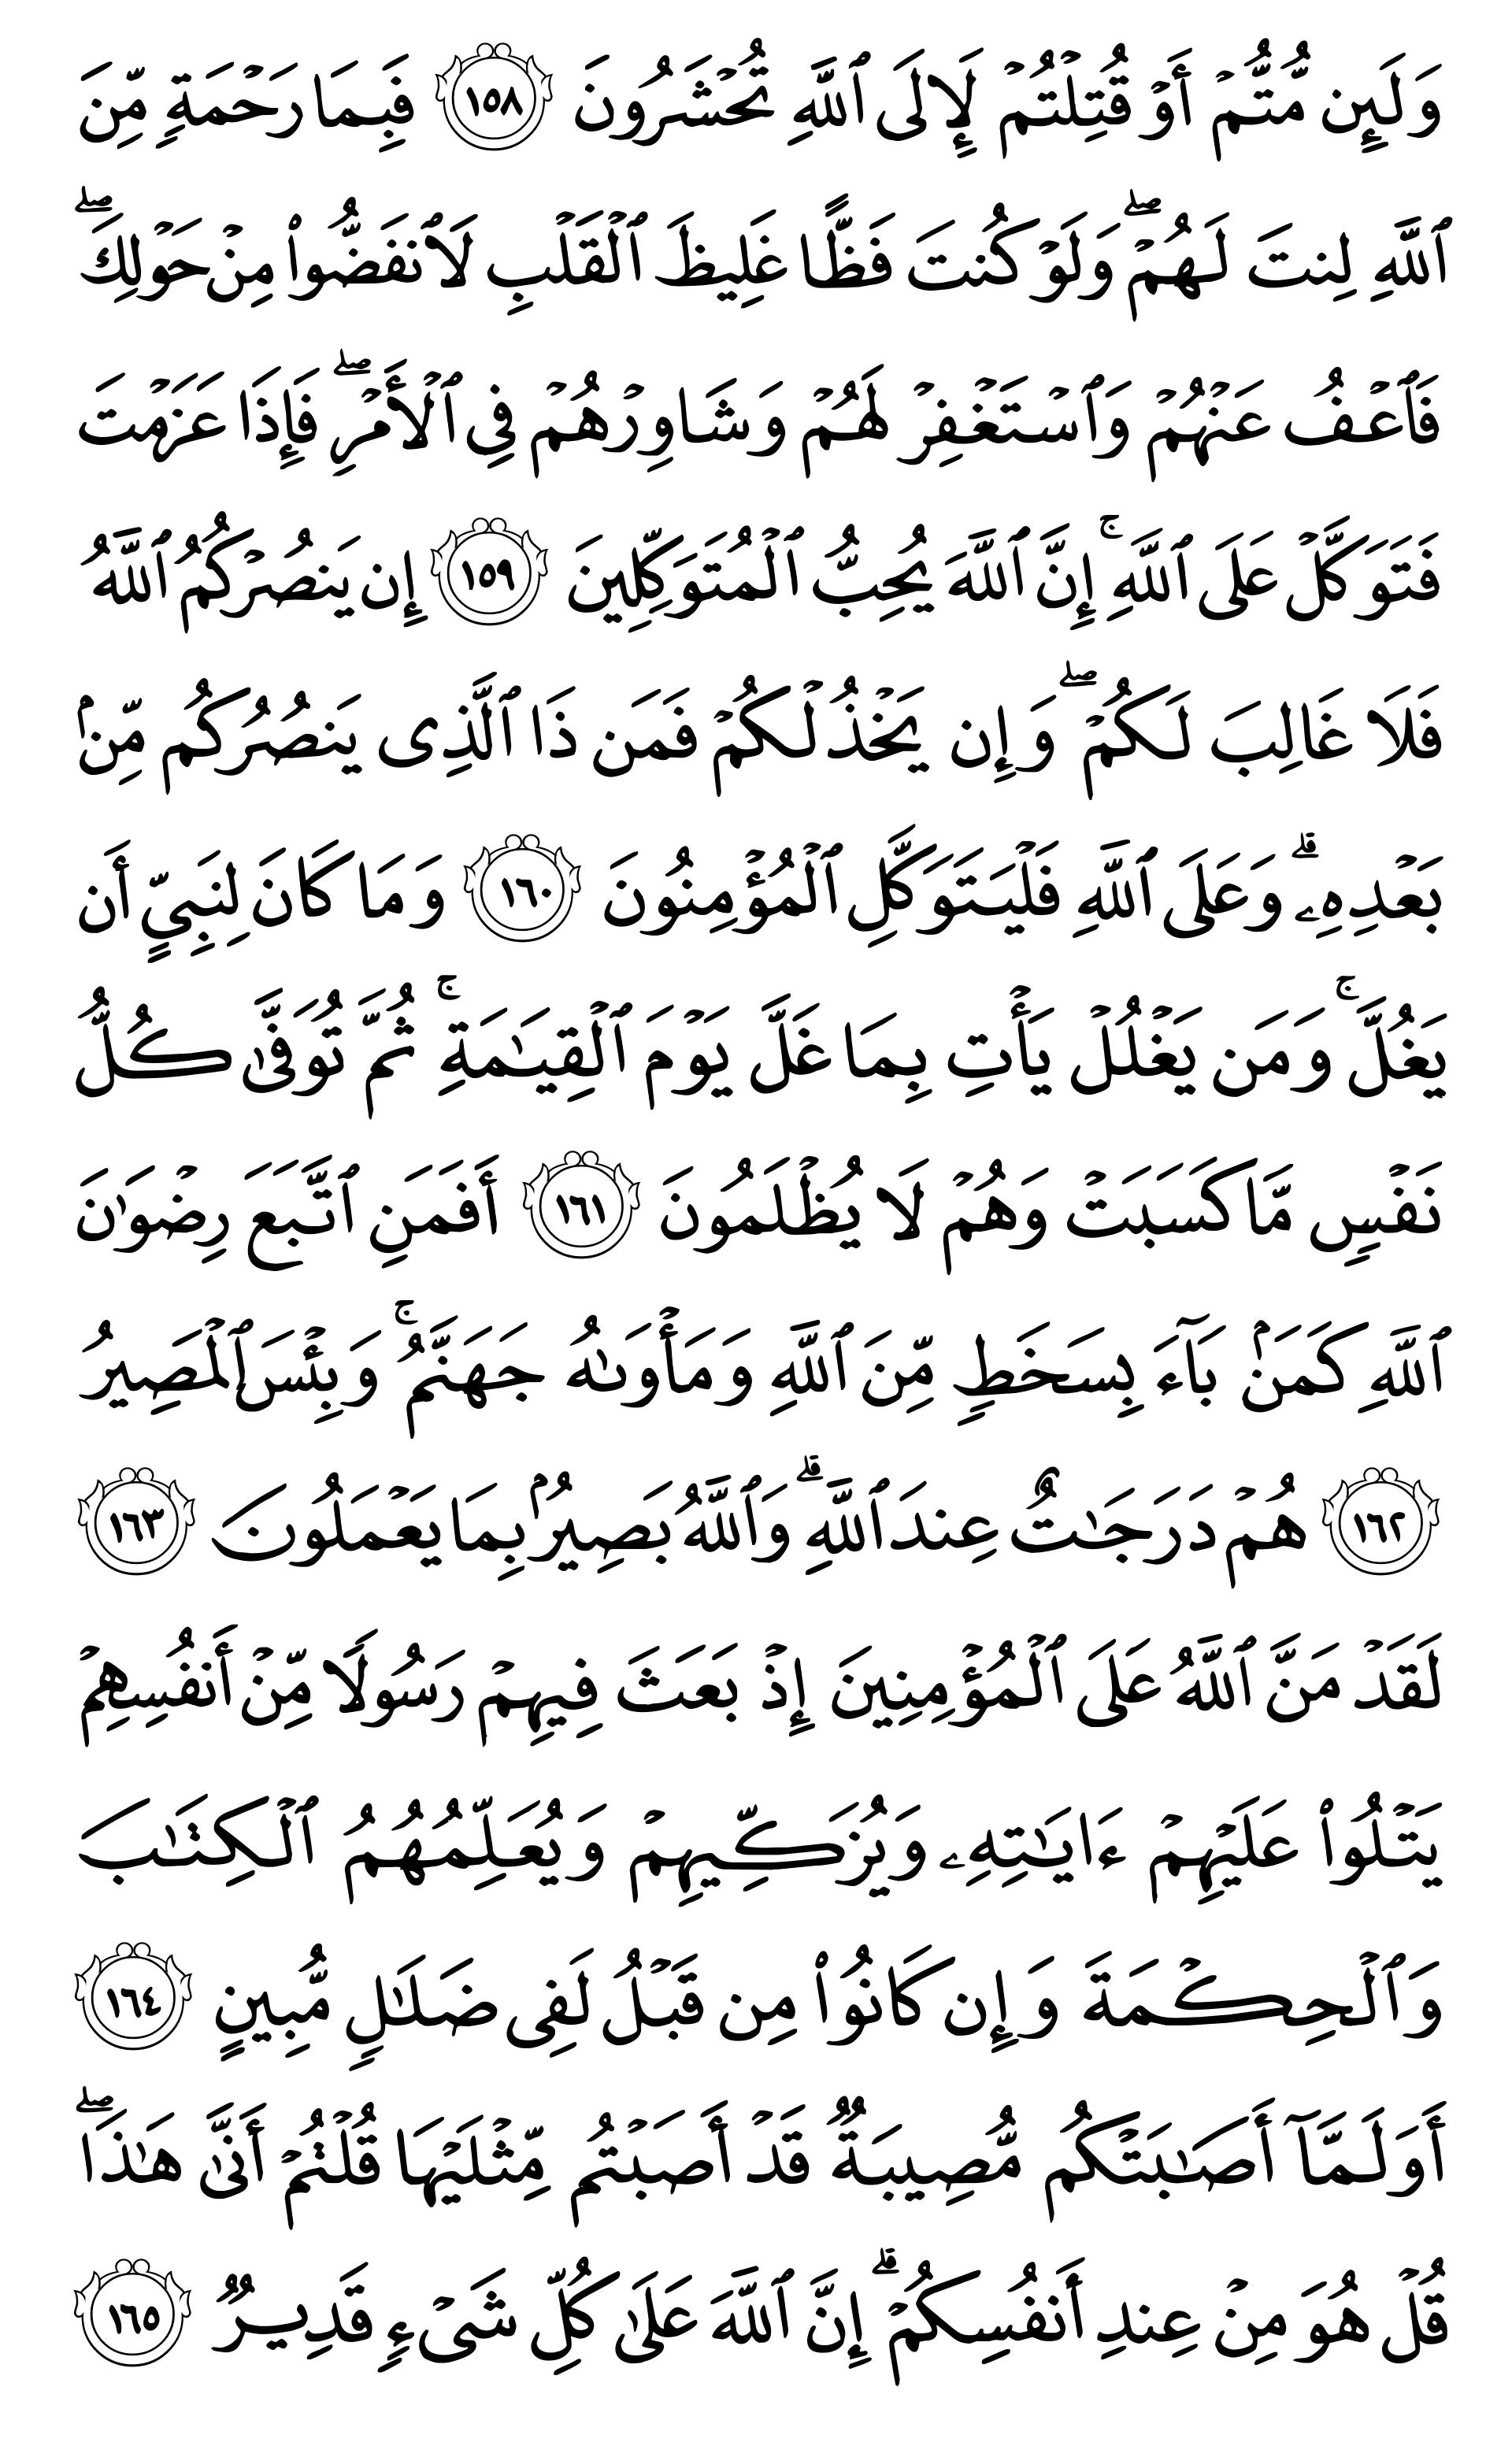 وَلَئِن مُّتُّمْ أَوْ قُتِلْتُمْ لَإِلَى ٱللَّهِ تُحْشَرُونَ ١٥٨ فَبِمَا رَحْمَةٍ مِّنَ
ٱللَّهِ لِنتَ لَهُمْ ۖ وَلَوْ كُنتَ فَظًّا غَلِيظَ ٱلْقَلْبِ لَٱنفَضُّوا۟ مِنْ حَوْلِكَ ۖ
فَٱعْفُ عَنْهُمْ وَٱسْتَغْفِرْ لَهُمْ وَشَاوِرْهُمْ فِي ٱلْأَمْرِ ۖ فَإِذَا عَزَمْتَ
فَتَوَكَّلْ عَلَى ٱللَّهِ ۚ إِنَّ ٱللَّهَ يُحِبُّ ٱلْمُتَوَكِّلِينَ ١٥٩ إِن يَنصُرْكُمُ ٱللَّهُ
فَلَا غَالِبَ لَكُمْ ۖ وَإِن يَخْذُلْكُمْ فَمَن ذَا ٱلَّذِى يَنصُرُكُم مِّنۢ
بَعْدِهِۦ ۗ وَعَلَى ٱللَّهِ فَلْيَتَوَكَّلِ ٱلْمُؤْمِنُونَ ١٦٠ وَمَا كَانَ لِنَبِيٍّ أَن
يَغُلَّ ۚ وَمَن يَغْلُلْ يَأْتِ بِمَا غَلَّ يَوْمَ ٱلْقِيَـٰمَةِ ۚ ثُمَّ تُوَفَّىٰ كُلُّ
نَفْسٍ مَّا كَسَبَتْ وَهُمْ لَا يُظْلَمُونَ ١٦١ أَفَمَنِ ٱتَّبَعَ رِضْوَٰنَ
ٱللَّهِ كَمَنۢ بَآءَ بِسَخَطٍ مِّنَ ٱللَّهِ وَمَأْوَىٰهُ جَهَنَّمُ ۚ وَبِئْسَ ٱلْمَصِيرُ
١٦٢ هُمْ دَرَجَـٰتٌ عِندَ ٱللَّهِ ۗ وَٱللَّهُ بَصِيرُۢ بِمَا يَعْمَلُونَ ١٦٣
لَقَدْ مَنَّ ٱللَّهُ عَلَى ٱلْمُؤْمِنِينَ إِذْ بَعَثَ فِيهِمْ رَسُولًا مِّنْ أَنفُسِهِمْ
يَتْلُوا۟ عَلَيْهِمْ ءَايَـٰتِهِۦ وَيُزَكِّيهِمْ وَيُعَلِّمُهُمُ ٱلْكِتَـٰبَ
وَٱلْحِكْمَةَ وَإِن كَانُوا۟ مِن قَبْلُ لَفِى ضَلَـٰلٍ مُّبِينٍ ١٦٤
أَوَلَمَّآ أَصَـٰبَتْكُم مُّصِيبَةٌ قَدْ أَصَبْتُم مِّثْلَيْهَا قُلْتُمْ أَنَّىٰ هَـٰذَا ۖ
قُلْ هُوَ مِنْ عِندِ أَنفُسِكُمْ ۗ إِنَّ ٱللَّهَ عَلَىٰ كُلِّ شَىْءٍ قَدِيرٌ ١٦٥